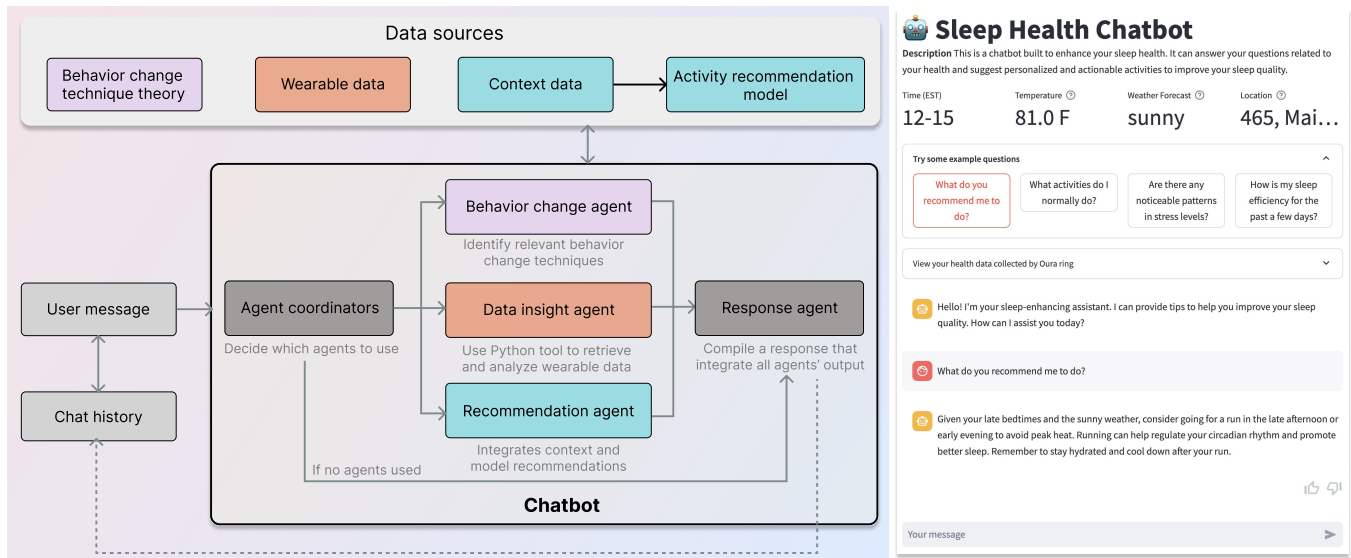 Data sources
Behavior change
technique theory
Wearable data
Context data
Activity recommendation
model
Behavior change agent
Identify relevant behavior
change techniques
User message
Agent coordinators
Decide which agents to use
Data insight agent
Use Python tool to retrieve
and analyze wearable data
Response agent
Compile a response that
integrate all agents' output
Chat history
Recommendation agent
Integrates context and
model recommendations
If no agents used
Chatbot
Sleep Health Chatbot
Description This is a chatbot built to enhance your sleep health. It can answer your questions related to
your health and suggest personalized and actionable activities to improve your sleep quality.
Time (EST)
Temperature
Weather Forecast
Location
12-15
81.0 F
sunny
465, Mai...
Try some example questions
What do you
recommend me to
do?
What activities do I
normally do?
Are there any
noticeable patterns
in stress levels?
How is my sleep
efficiency for the
past a few days?
View your health data collected by Oura ring
Hello! I'm your sleep-enhancing assistant. I can provide tips to help you improve your sleep
quality. How can I assist you today?
What do you recommend me to do?
Given your late bedtimes and the sunny weather, consider going for a run in the late afternoon or
early evening to avoid peak heat. Running can help regulate your circadian rhythm and promote
better sleep. Remember to stay hydrated and cool down after your run.
Your message